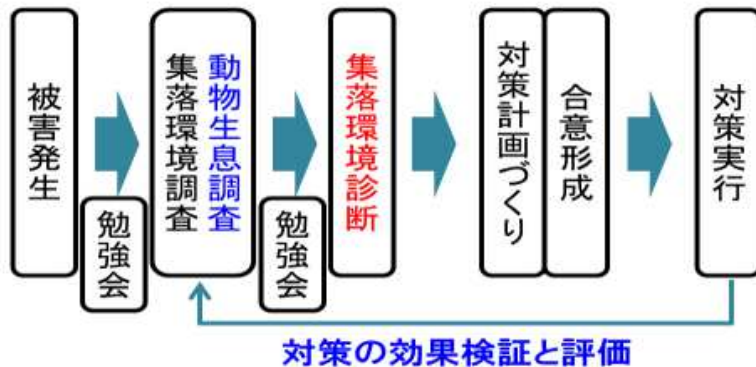 被害発生
勉強会
動物生息調査
集落環境調査
勉強会
集落環境診断
対策計画づくり
合意形成
対策実行
対策の効果検証と評価